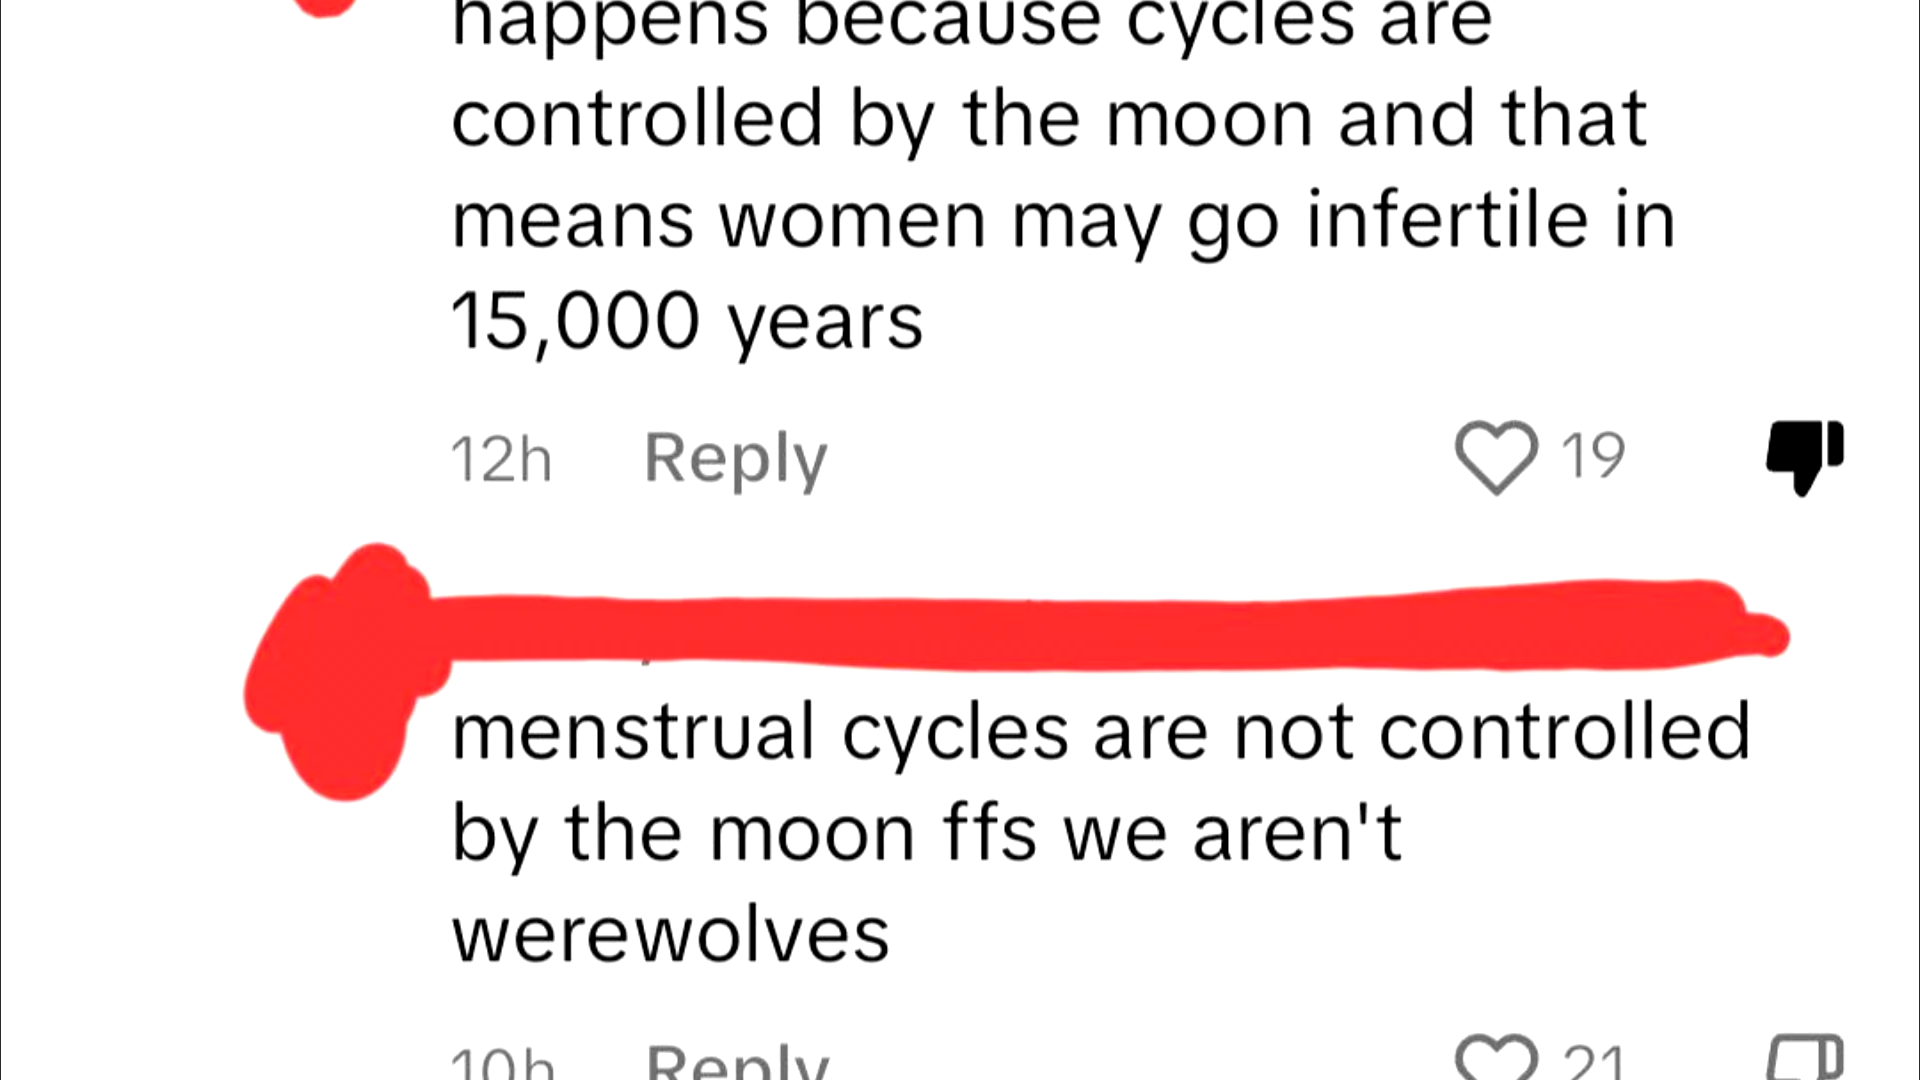 happens because cycles are
controlled by the moon and that
means women may go infertile in
15,000 years
12h Reply 19
menstrual cycles are not controlled
by the moon ffs we aren't
werewolves
10h Reply 21